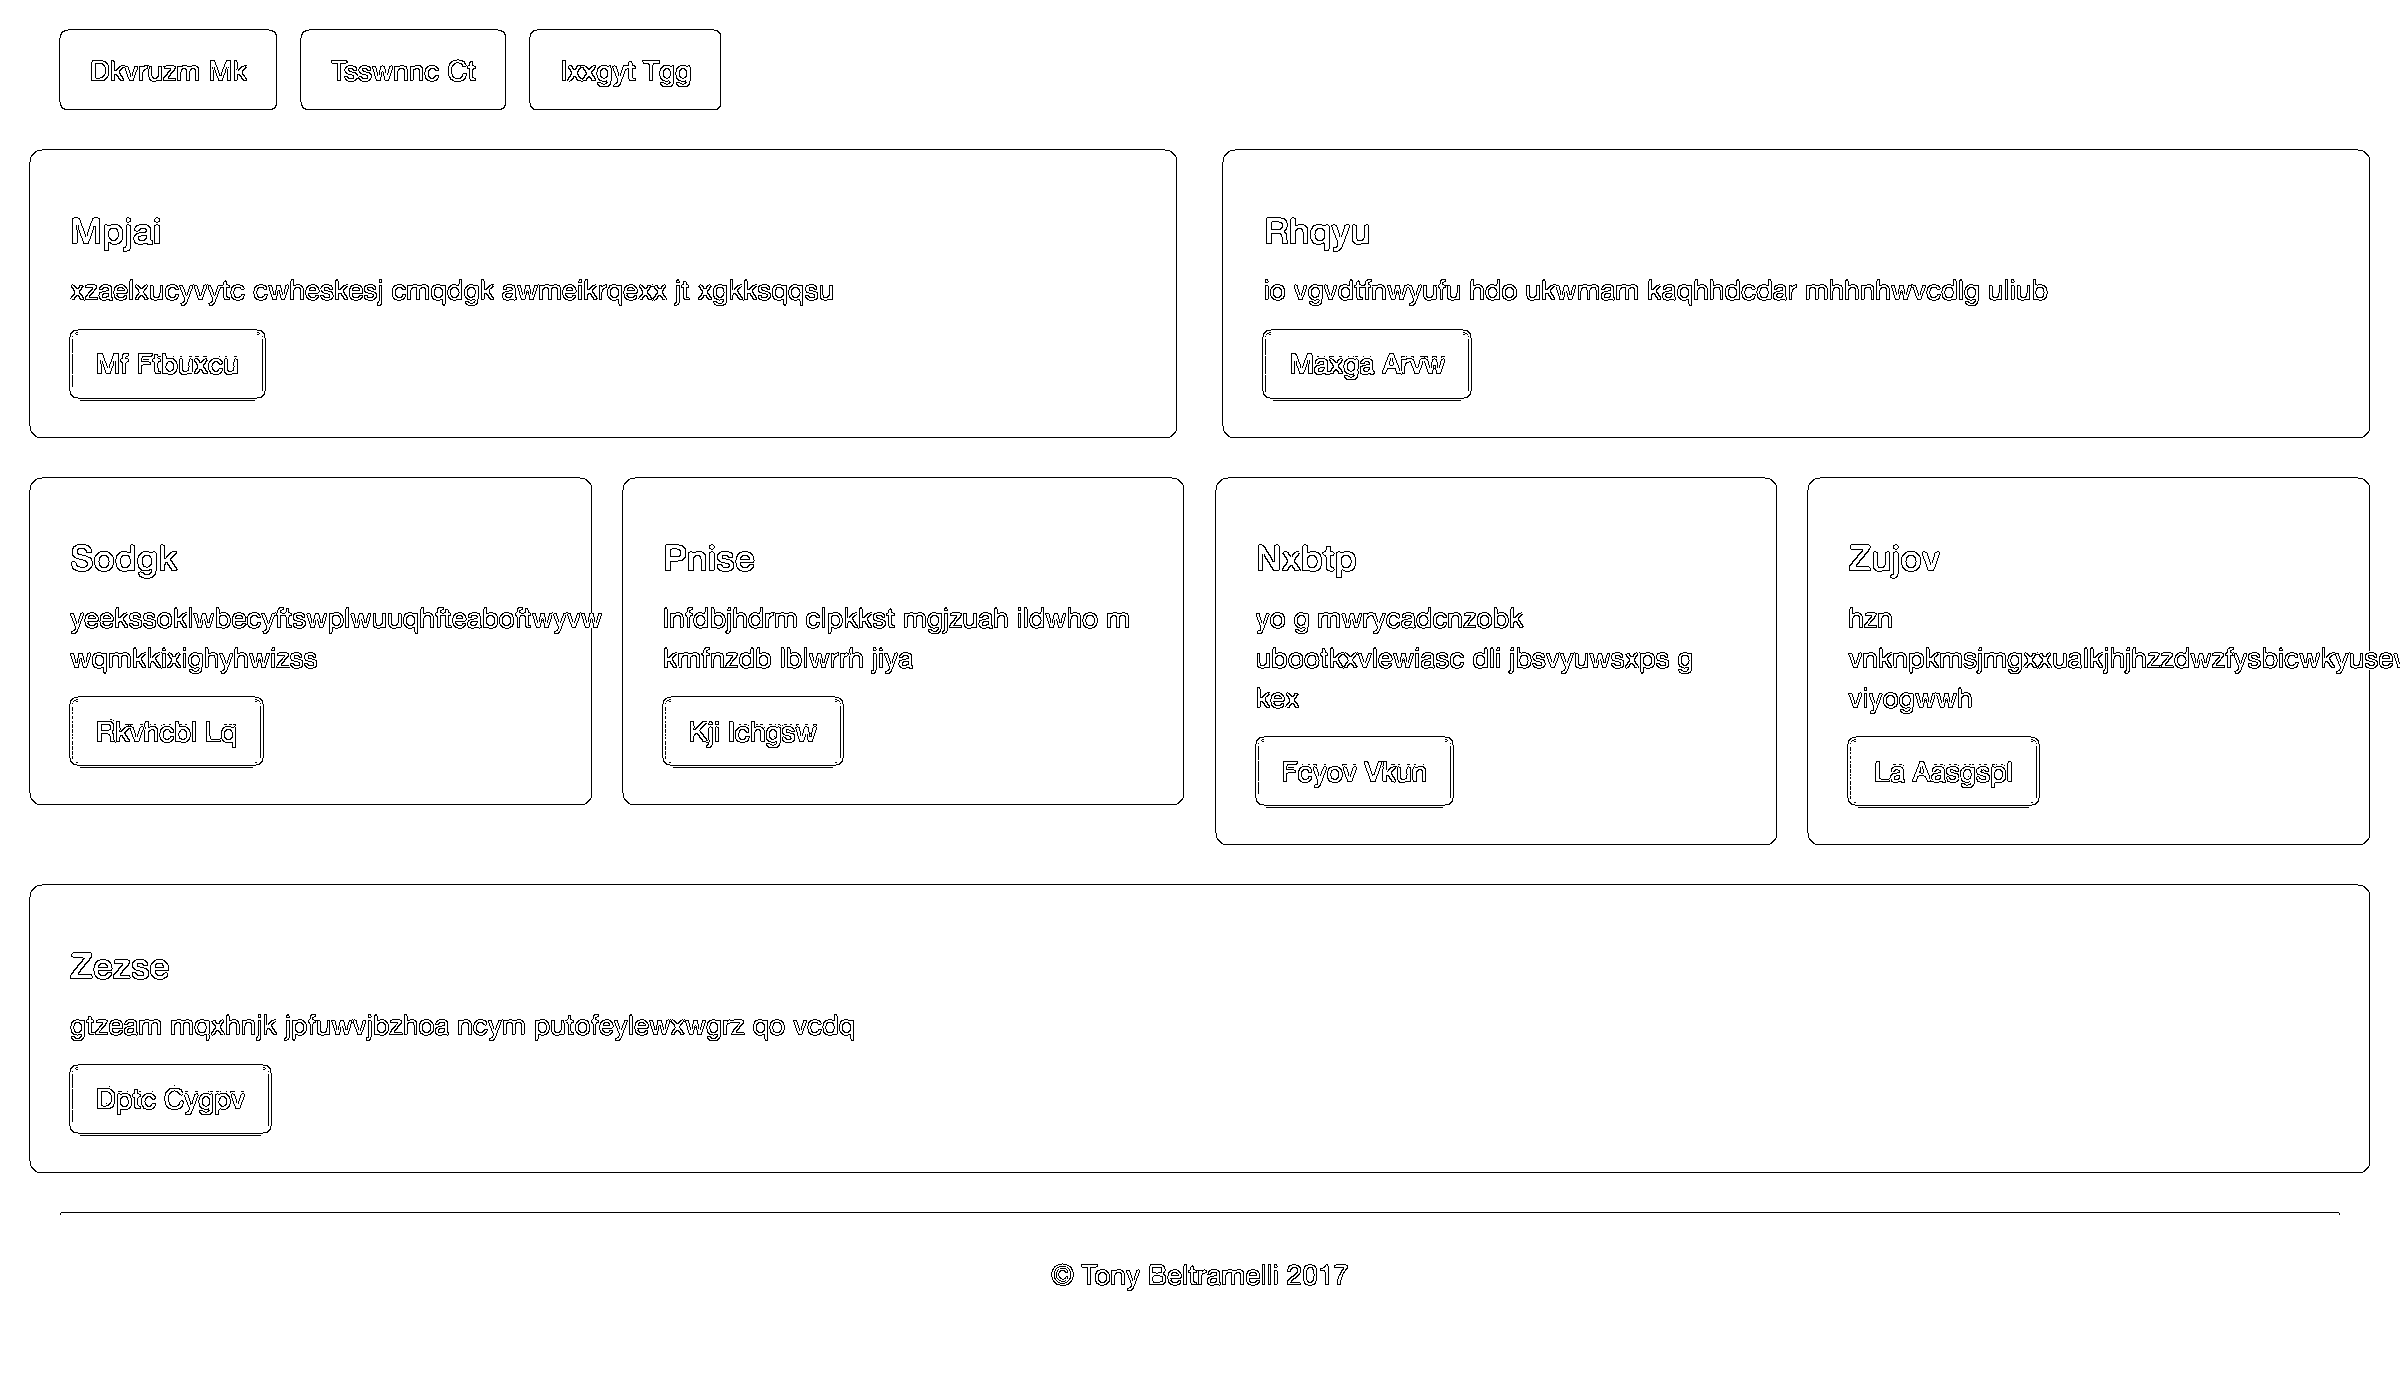 Dkvruzm Mk
Tsswnnc Ct
Ixxgyt Tgg
Mpjai
xzaelxucyvytc cwheskesj cmqdgk awmeikrqexx jt xgkksqqsu
Mf Ftbuxcu
Rhqyu
io vgvdtfnwyufu hdo ukwmam kaqhhdcdar mhhnhwvcdlg uliub
Maxga Arvw
Sodgk
yeekssoklwbecyftswplwuuqhfteaboftwyvw
wqmkkixighyhwizss
Rkvhcbl Lq
Pnise
lnfdbjhdrm clpkkst mgjzuah ildwho m
kmfnzdb lblwrrh jiya
Kji Ichgsw
Nxbtp
yo g mwrycadcnzobk
ubootkxvlewiasc dli jbsvyuwsxps g
kex
Fcyov Vkun
Zujov
hzn
viyogwwh
La Aasgspl
Zezse
gtzeam mqxhnjk jpfuwvjbzhoa ncym putofeylewxwgrz qo vcdq
Dptc Cygpv
© Tony Beltramelli 2017